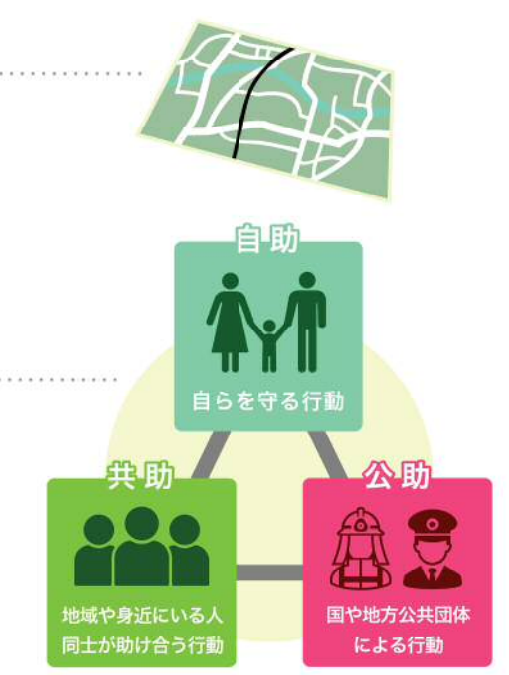 自助
自らを守る行動
共助
地域や身近にいる人
同士が助け合う行動
公助
国や地方公共団体
による行動